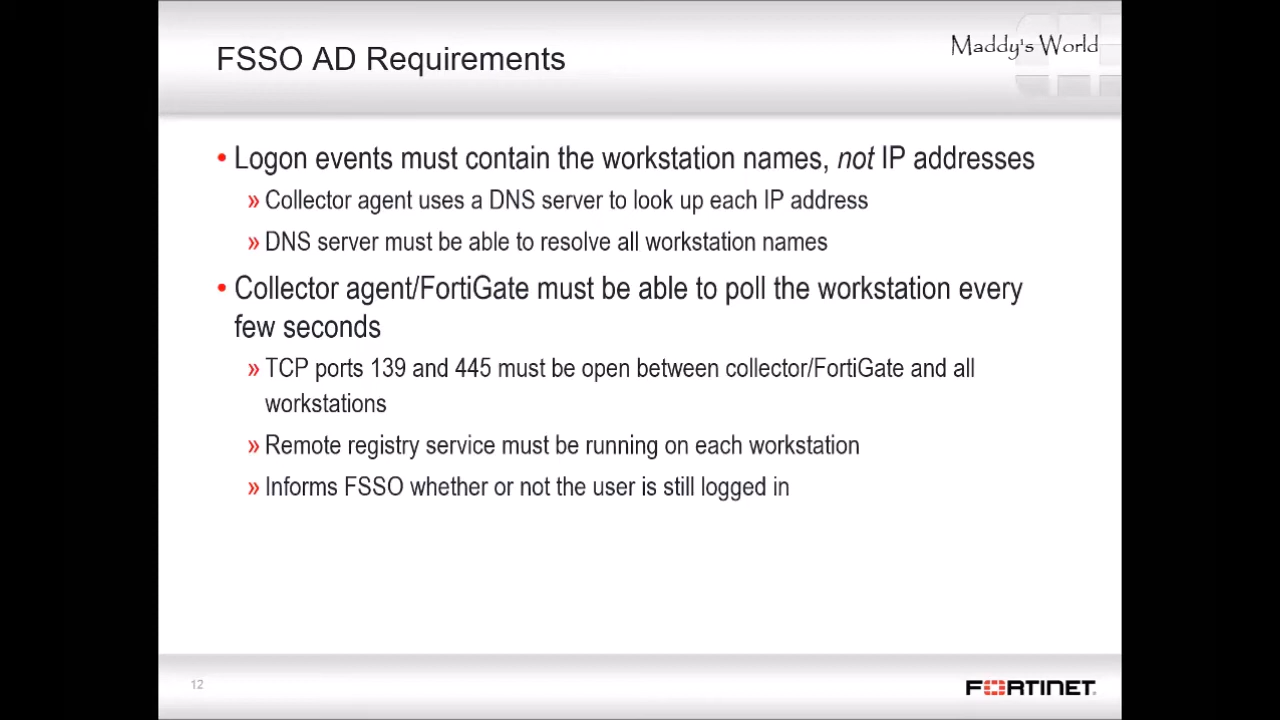 FSSO AD Requirements
Maddy's World
• Logon events must contain the workstation names, not IP addresses
» Collector agent uses a DNS server to look up each IP address
» DNS server must be able to resolve all workstation names
• Collector agent/FortiGate must be able to poll the workstation every
few seconds
» TCP ports 139 and 445 must be open between collector/FortiGate and all
workstations
» Remote registry service must be running on each workstation
» Informs FSSO whether or not the user is still logged in
12
FORTINET